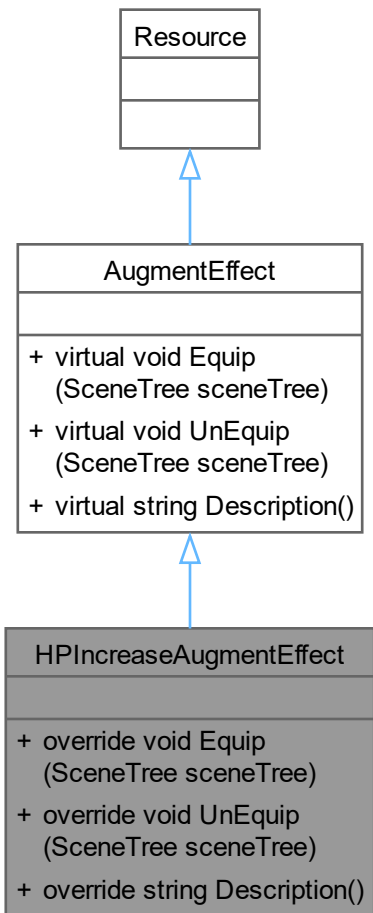 Resource
AugmentEffect
+ virtual void Equip
(SceneTree sceneTree)
+ virtual void UnEquip
(SceneTree sceneTree)
+ virtual string Description()
HPIncreaseAugmentEffect
+ override void Equip
(SceneTree sceneTree)
+ override void UnEquip
(SceneTree sceneTree)
+ override string Description()